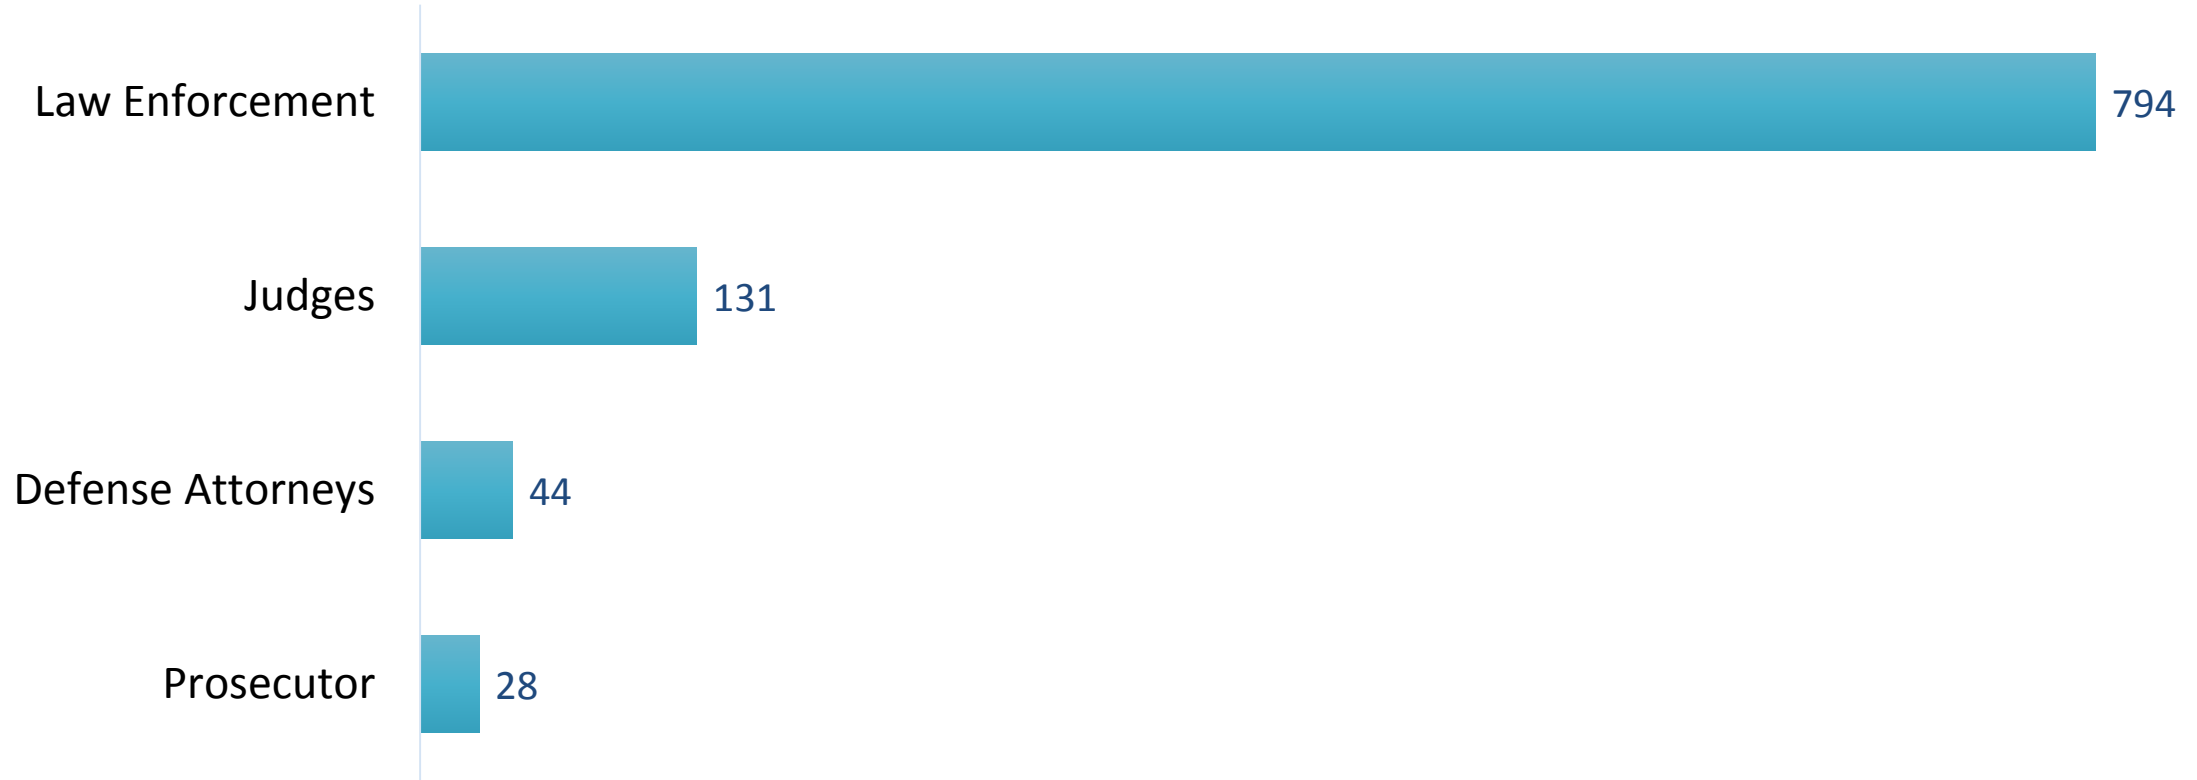 Law Enforcement 794
Judges 131
Defense Attorneys 44
Prosecutor 28